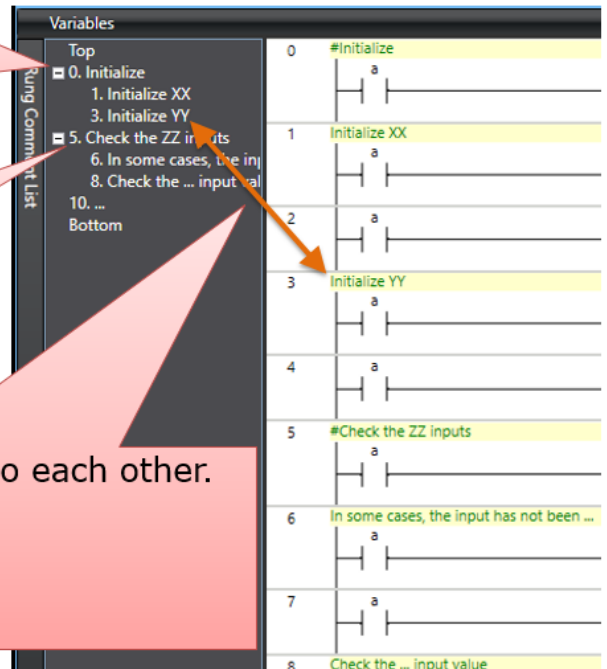 Variables
Rung Comment List
Top
0. Initialize
1. Initialize XX
3. Initialize YY
5. Check the ZZ inputs
6. In some cases, the
8. Check the ... input
10. ...
Bottom
0 #Initialize
a
1 Initialize XX
a
2 a
3 Initialize YY
a
4 a
5 #Check the ZZ inputs
a
6 In some cases, the input has not been ...
a
7 a
8 Check the ... input value
o each other.